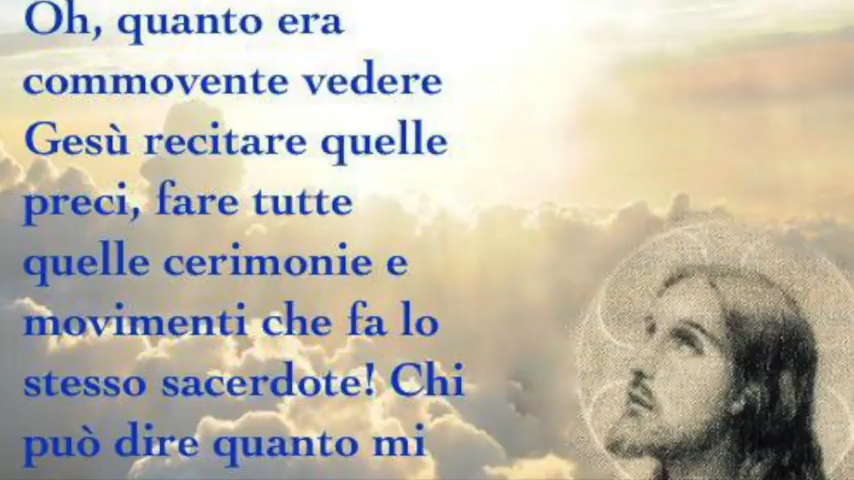 Oh, quanto era
commovente vedere
Gesù recitare quelle
preci, fare tutte
quelle cerimonie e
movimenti che fa lo
stesso sacerdote! Chi
può dire quanto mi